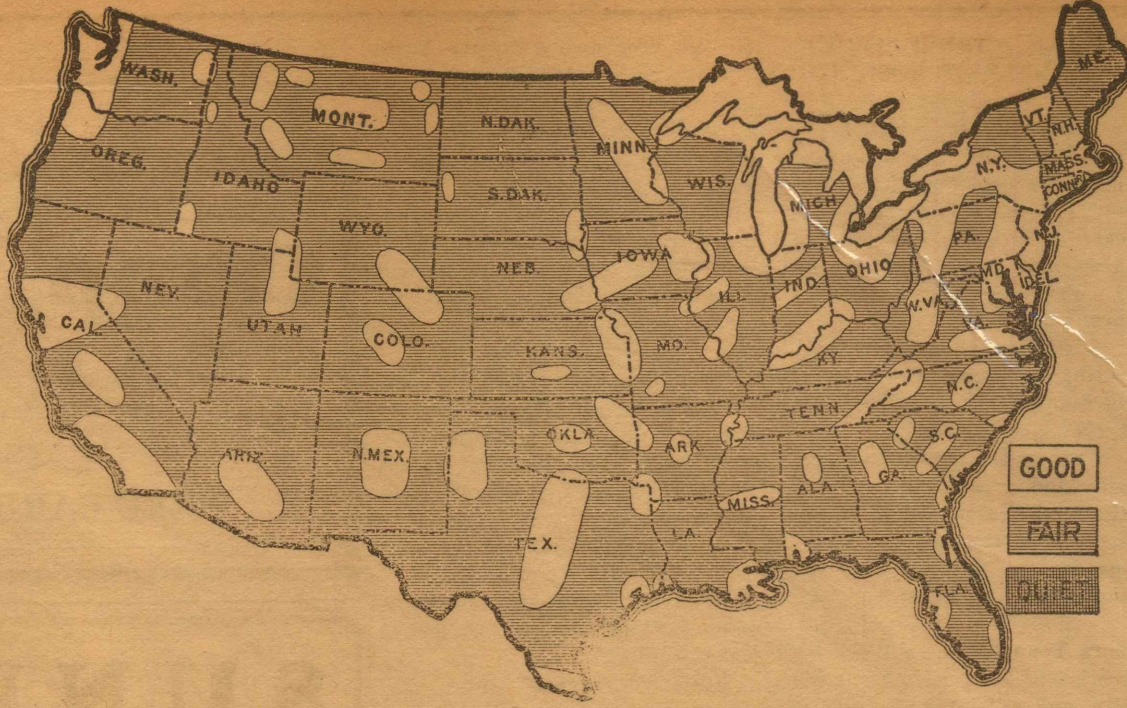 WASH.
MONT.
N.DAK.
MINN.
ME.
VT.
N.H.
OREG.
IDAHO
S.DAK.
WIS.
MICH.
N.Y.
MASS.
CONN.
WYO.
IOWA
NEB.
PA.
N.J.
NEV.
UTAH
COLO.
ILL.
IND.
OHIO
MD.
DEL.
CAL.
KANS.
MO.
KY.
W.VA.
VA.
ARIZ.
N.MEX.
OKLA.
ARK.
TENN.
N.C.
S.C.
TEX.
LA.
MISS.
ALA.
GA.
FLA.
GOOD
FAIR
QUIET